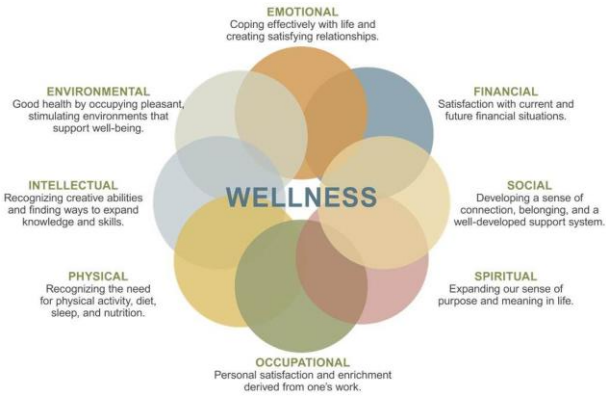 EMOTIONAL
Coping effectively with life and
creating satisfying relationships.
ENVIRONMENTAL
Good health by occupying pleasant,
stimulating environments that
support well-being.
FINANCIAL
Satisfaction with current and
future financial situations.
INTELLECTUAL
Recognizing creative abilities
and finding ways to expand
knowledge and skills.
WELLNESS
SOCIAL
Developing a sense of
connection, belonging, and a
well-developed support system.
PHYSICAL
Recognizing the need
for physical activity, diet,
sleep, and nutrition.
SPIRITUAL
Expanding our sense of
purpose and meaning in life.
OCCUPATIONAL
Personal satisfaction and enrichment
derived from one's work.